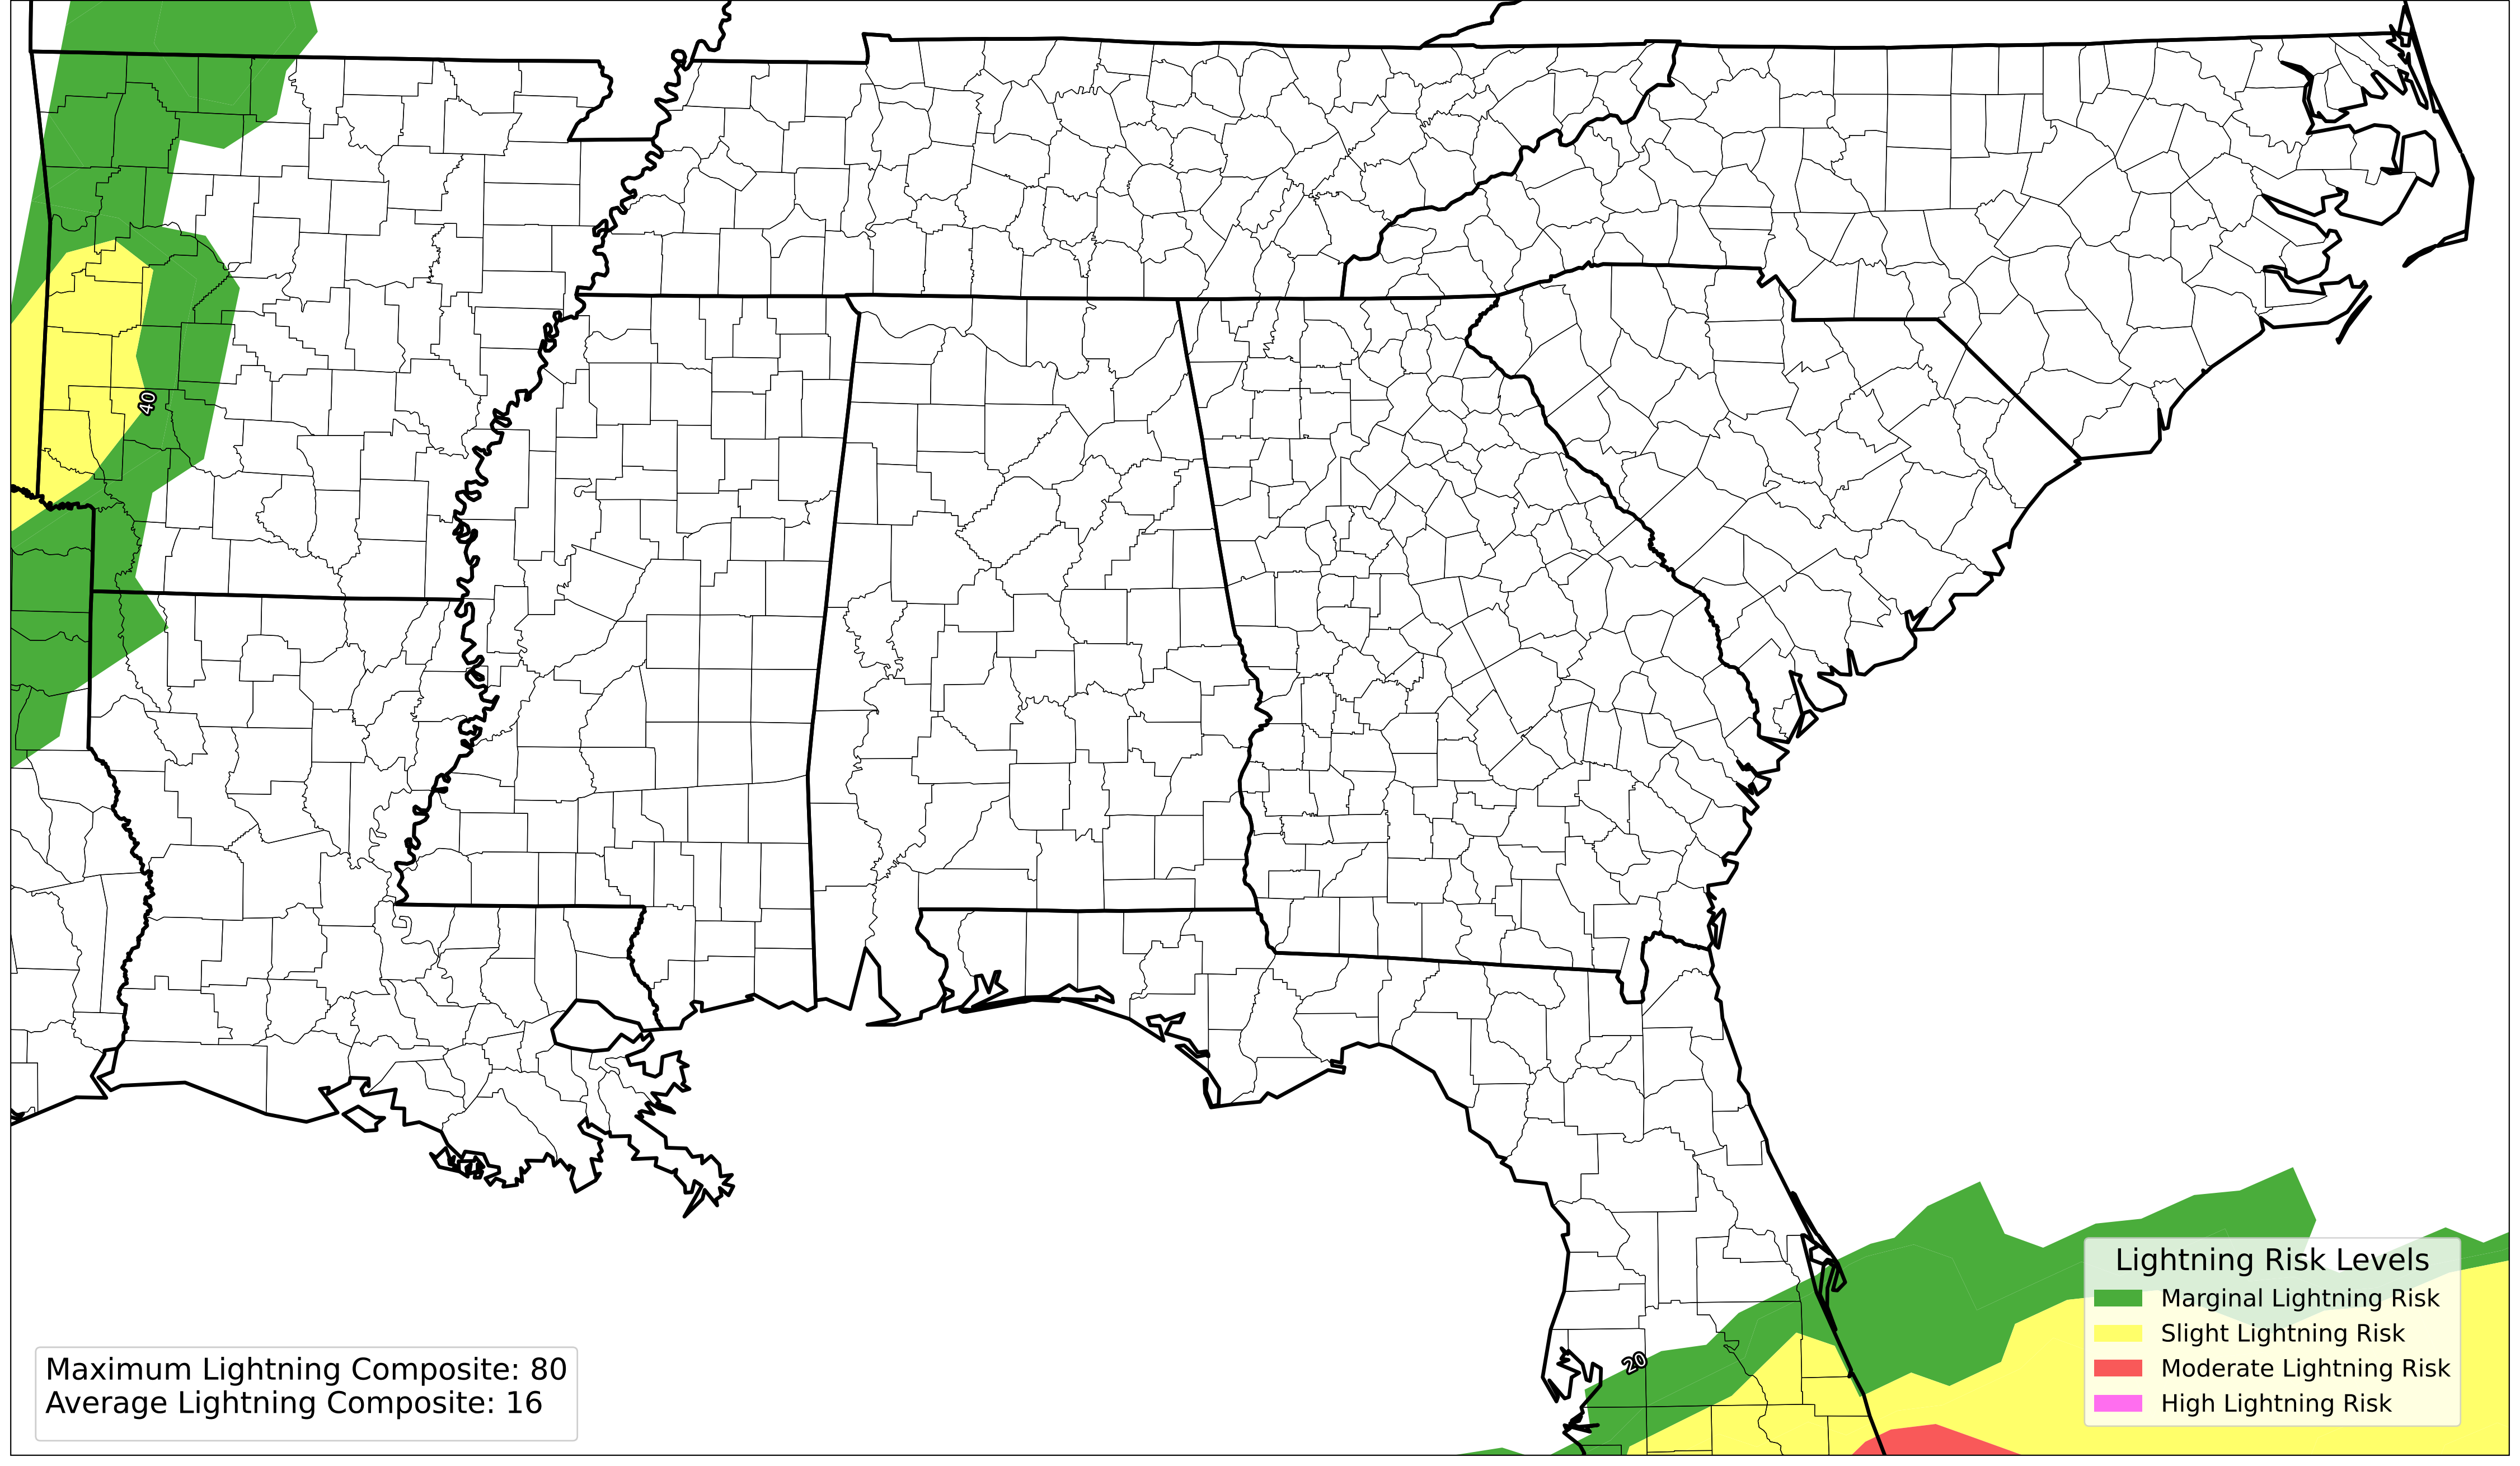 40
20
Lightning Risk Levels
Marginal Lightning Risk
Slight Lightning Risk
Moderate Lightning Risk
High Lightning Risk
Maximum Lightning Composite: 80
Average Lightning Composite: 16